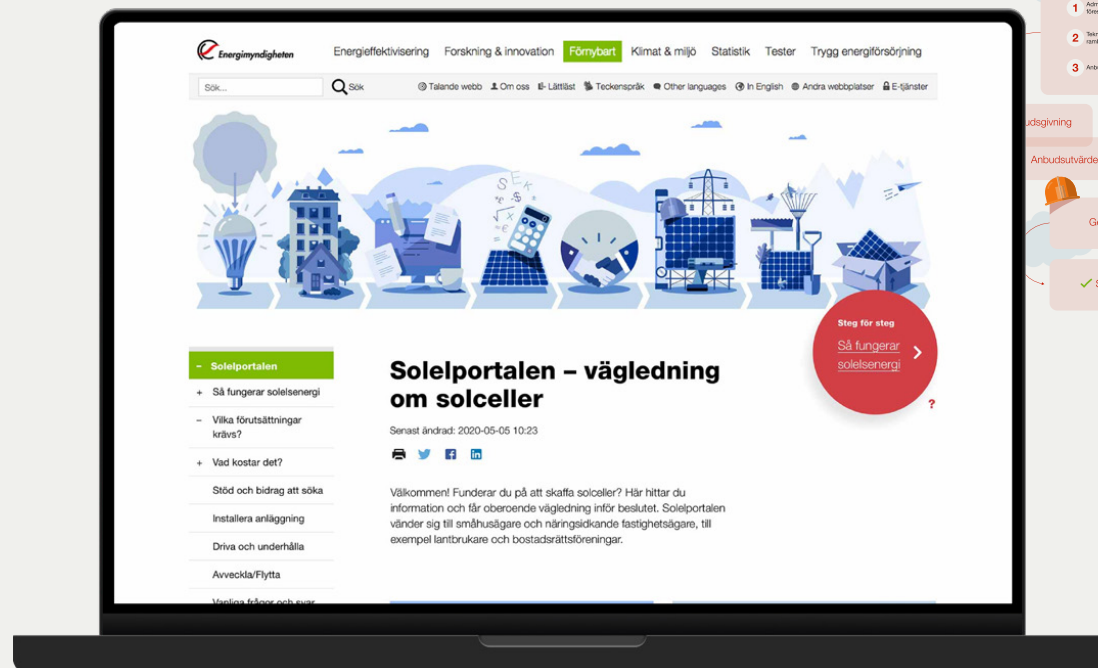 Energimyndigheten
Energieffektivisering Forskning & innovation Förnybart Klimat & miljö Statistik Tester Trygg energiförsörjning
Sök...
Sök
Talande webb Om oss Lättläst Teckenspråk Other languages In English Andra webbplatser E-tjänster
S E K
Steg för steg
Så fungerar
solelsenergi
?
– Solelportalen
+ Så fungerar solelsenergi
– Vilka förutsättningar
krävs?
+ Vad kostar det?
Stöd och bidrag att söka
Installera anläggning
Driva och underhålla
Avveckla/Flytta
Vanliga frågor och svar
Solelportalen – vägledning
om solceller
Senast ändrad: 2020-05-05 10:23
Välkommen! Funderar du på att skaffa solceller? Här hittar du
information och får oberoende vägledning inför beslutet. Solelportalen
vänder sig till småhusägare och näringsidkande fastighetsägare, till
exempel lantbrukare och bostadsrättsföreningar.
1
2
3
udsgivning
Anbudsutvärde
Ge
S